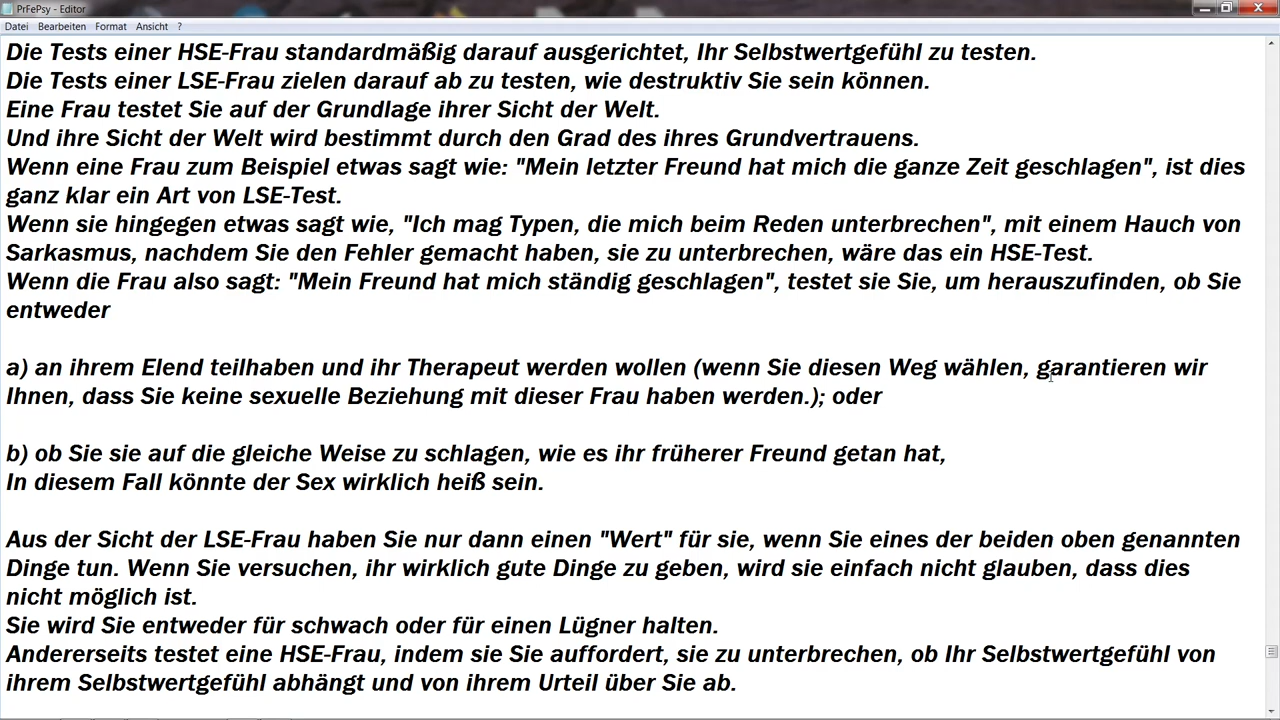 PrFePsy - Editor
Datei Bearbeiten Format Ansicht ?
Die Tests einer HSE-Frau standardmäßig darauf ausgerichtet, Ihr Selbstwertgefühl zu testen.
Die Tests einer LSE-Frau zielen darauf ab zu testen, wie destruktiv Sie sein können.
Eine Frau testet Sie auf der Grundlage ihrer Sicht der Welt.
Und ihre Sicht der Welt wird bestimmt durch den Grad des ihres Grundvertrauens.
Wenn eine Frau zum Beispiel etwas sagt wie: "Mein letzter Freund hat mich die ganze Zeit geschlagen", ist dies
ganz klar ein Art von LSE-Test.
Wenn sie hingegen etwas sagt wie, "Ich mag Typen, die mich beim Reden unterbrechen", mit einem Hauch von
Sarkasmus, nachdem Sie den Fehler gemacht haben, sie zu unterbrechen, wäre das ein HSE-Test.
Wenn die Frau also sagt: "Mein Freund hat mich ständig geschlagen", testet sie Sie, um herauszufinden, ob Sie
entweder
a) an ihrem Elend teilhaben und ihr Therapeut werden wollen (wenn Sie diesen Weg wählen, garantieren wir
Ihnen, dass Sie keine sexuelle Beziehung mit dieser Frau haben werden.); oder
b) ob Sie sie auf die gleiche Weise zu schlagen, wie es ihr früherer Freund getan hat,
In diesem Fall könnte der Sex wirklich heiß sein.
Aus der Sicht der LSE-Frau haben Sie nur dann einen "Wert" für sie, wenn Sie eines der beiden oben genannten
Dinge tun. Wenn Sie versuchen, ihr wirklich gute Dinge zu geben, wird sie einfach nicht glauben, dass dies
nicht möglich ist.
Sie wird Sie entweder für schwach oder für einen Lügner halten.
Andererseits testet eine HSE-Frau, indem sie Sie auffordert, sie zu unterbrechen, ob Ihr Selbstwertgefühl von
ihrem Selbstwertgefühl abhängt und von ihrem Urteil über Sie ab.